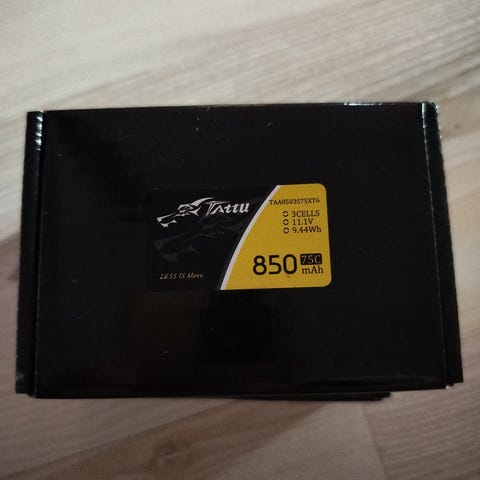 TATTU
TAA8503S75XT6
3CELLS
11.1V
9.44Wh
850 75C
mAh
LESS IS More